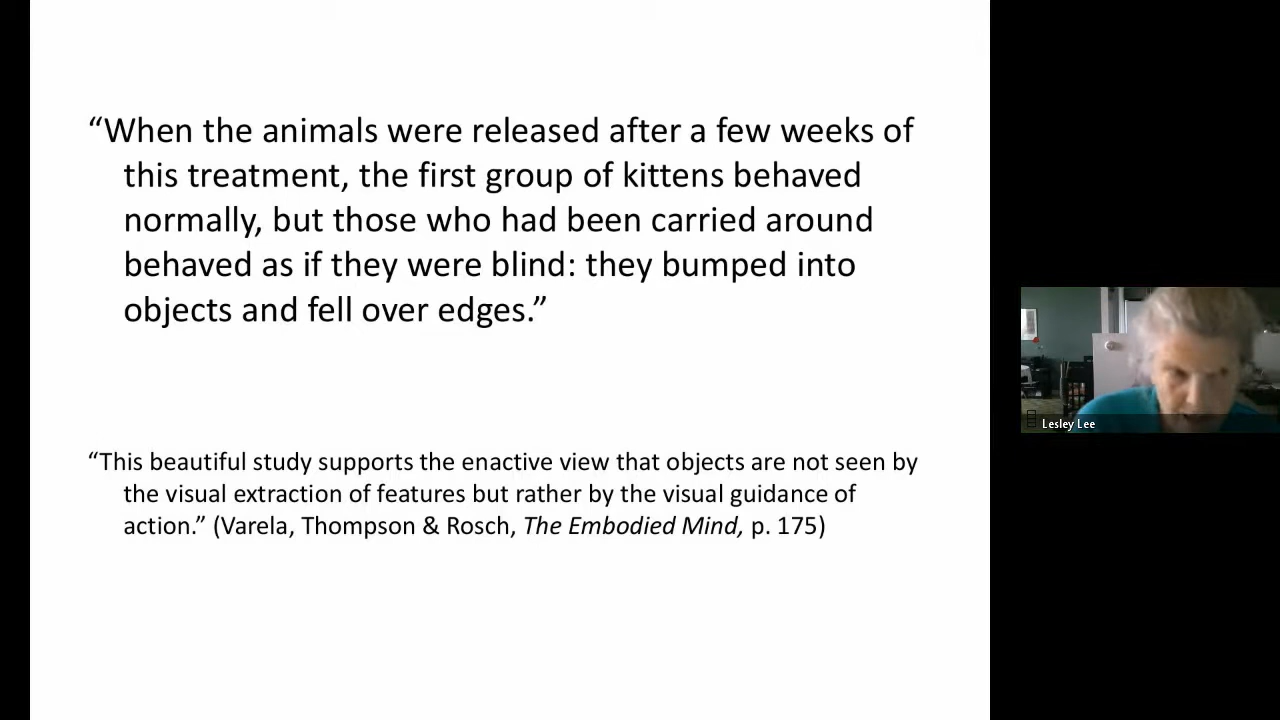 “When the animals were released after a few weeks of
this treatment, the first group of kittens behaved
normally, but those who had been carried around
behaved as if they were blind: they bumped into
objects and fell over edges.”
“This beautiful study supports the enactive view that objects are not seen by
the visual extraction of features but rather by the visual guidance of
action.” (Varela, Thompson & Rosch, The Embodied Mind, p. 175)
Lesley Lee